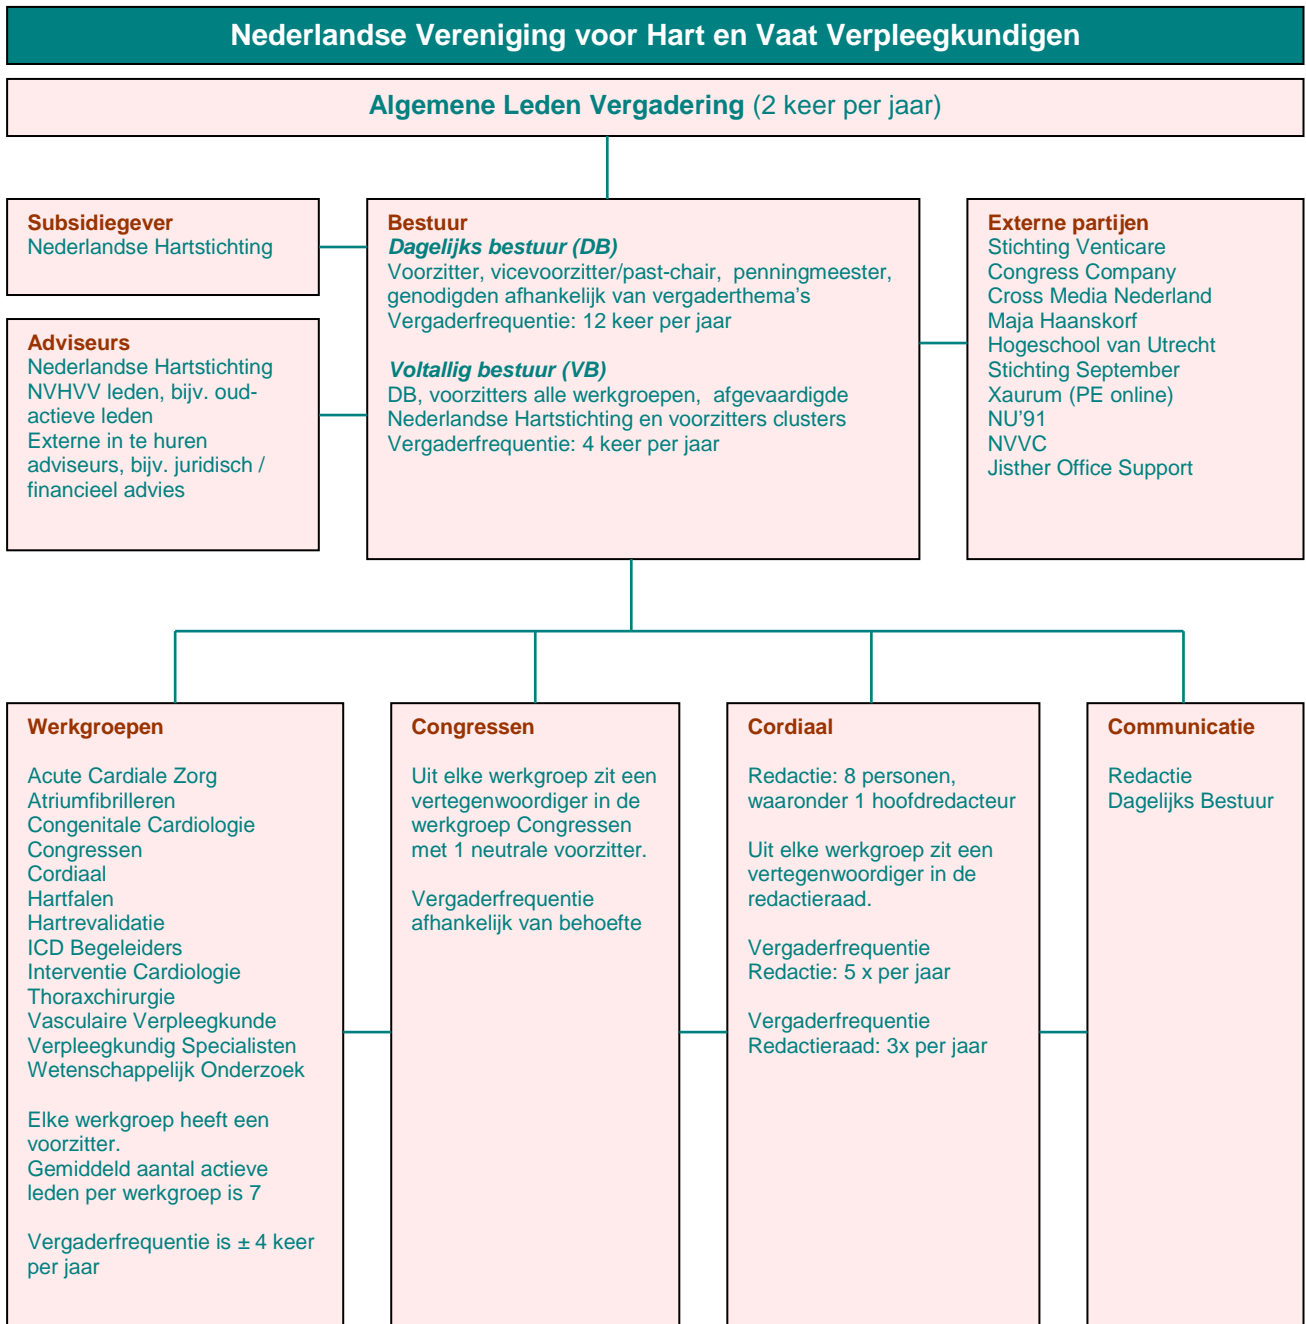 Nederlandse Vereniging voor Hart en Vaat Verpleegkundigen
Algemene Leden Vergadering (2 keer per jaar)
Subsidiegever
Nederlandse Hartstichting
Adviseurs
Nederlandse Hartstichting
NVHVV leden, bijv. oud-
actieve leden
Externe in te huren
adviseurs, bijv. juridisch /
financieel advies
Bestuur
Dagelijks bestuur (DB)
Voorzitter, vicevoorzitter/past-chair, penningmeester,
genodigden afhankelijk van vergaderthema's
Vergaderfrequentie: 12 keer per jaar
Voltallig bestuur (VB)
DB, voorzitters alle werkgroepen, afgevaardigde
Nederlandse Hartstichting en voorzitters clusters
Vergaderfrequentie: 4 keer per jaar
Externe partijen
Stichting Venticare
Congress Company
Cross Media Nederland
Maja Haanskorf
Hogeschool van Utrecht
Stichting September
Xaurum (PE online)
NU'91
NVVC
Jisther Office Support
Werkgroepen
Acute Cardiale Zorg
Atriumfibrilleren
Congenitale Cardiologie
Congressen
Cordiaal
Hartfalen
Hartrevalidatie
ICD Begeleiders
Interventie Cardiologie
Thoraxchirurgie
Vasculaire Verpleegkunde
Verpleegkundig Specialisten
Wetenschappelijk Onderzoek
Elke werkgroep heeft een
voorzitter.
Gemiddeld aantal actieve
leden per werkgroep is 7
Vergaderfrequentie is ± 4 keer
per jaar
Congressen
Uit elke werkgroep zit een
vertegenwoordiger in de
werkgroep Congressen
met 1 neutrale voorzitter.
Vergaderfrequentie
afhankelijk van behoefte
Cordiaal
Redactie: 8 personen,
waaronder 1 hoofdredacteur
Uit elke werkgroep zit een
vertegenwoordiger in de
redactieraad.
Vergaderfrequentie
Redactie: 5 x per jaar
Vergaderfrequentie
Redactieraad: 3x per jaar
Communicatie
Redactie
Dagelijks Bestuur